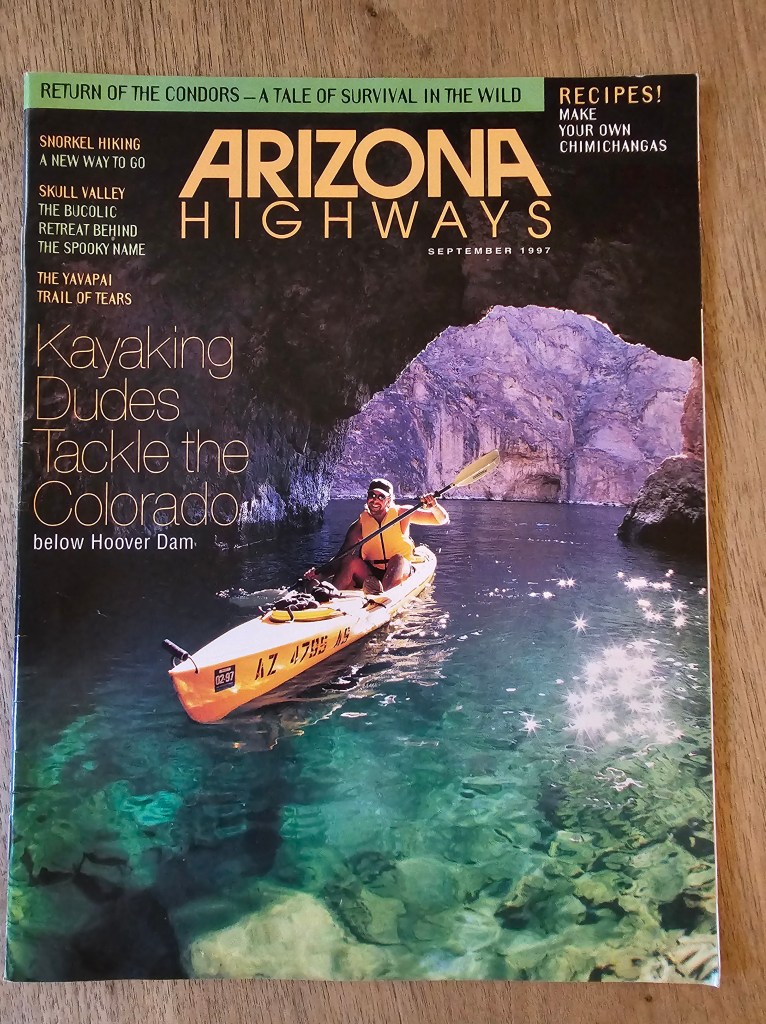 RETURN OF THE CONDORS – A TALE OF SURVIVAL IN THE WILD
RECIPES!
MAKE
YOUR OWN
CHIMICHANGAS
SNORKEL HIKING
A NEW WAY TO GO
SKULL VALLEY
THE BUCOLIC
RETREAT BEHIND
THE SPOOKY NAME
THE YAVAPAI
TRAIL OF TEARS
ARIZONA
HIGHWAYS
SEPTEMBER 1997
Kayaking
Dudes
Tackle the
Colorado
below Hoover Dam
AZ 4795 AS
02-97